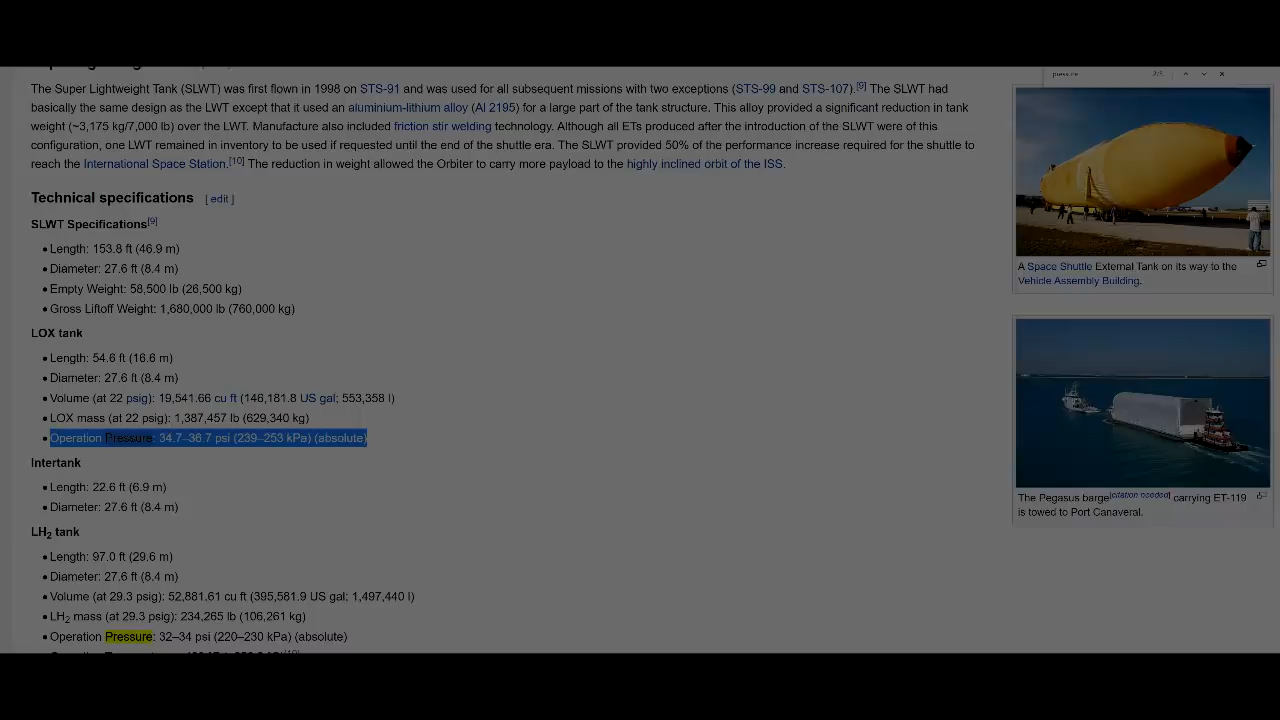 pressure 2/3
The Super Lightweight Tank (SLWT) was first flown in 1998 on STS-91 and was used for all subsequent missions with two exceptions (STS-99 and STS-107).[9] The SLWT had
basically the same design as the LWT except that it used an aluminium-lithium alloy (Al 2195) for a large part of the tank structure. This alloy provided a significant reduction in tank
weight (~3,175 kg/7,000 lb) over the LWT. Manufacture also included friction stir welding technology. Although all ETs produced after the introduction of the SLWT were of this
configuration, one LWT remained in inventory to be used if requested until the end of the shuttle era. The SLWT provided 50% of the performance increase required for the shuttle to
reach the International Space Station.[10] The reduction in weight allowed the Orbiter to carry more payload to the highly inclined orbit of the ISS.
Technical specifications [ edit ]
SLWT Specifications[9]
• Length: 153.8 ft (46.9 m)
• Diameter: 27.6 ft (8.4 m)
• Empty Weight: 58,500 lb (26,500 kg)
• Gross Liftoff Weight: 1,680,000 lb (760,000 kg)
LOX tank
• Length: 54.6 ft (16.6 m)
• Diameter: 27.6 ft (8.4 m)
• Volume (at 22 psig): 19,541.66 cu ft (146,181.8 US gal; 553,358 l)
• LOX mass (at 22 psig): 1,387,457 lb (629,340 kg)
• Operation Pressure: 34.7–36.7 psi (239–253 kPa) (absolute)
Intertank
• Length: 22.6 ft (6.9 m)
• Diameter: 27.6 ft (8.4 m)
LH2 tank
• Length: 97.0 ft (29.6 m)
• Diameter: 27.6 ft (8.4 m)
• Volume (at 29.3 psig): 52,881.61 cu ft (395,581.9 US gal; 1,497,440 l)
• LH2 mass (at 29.3 psig): 234,265 lb (106,261 kg)
• Operation Pressure: 32–34 psi (220–230 kPa) (absolute)
A Space Shuttle External Tank on its way to the
Vehicle Assembly Building.
The Pegasus barge[citation needed] carrying ET-119
is towed to Port Canaveral.